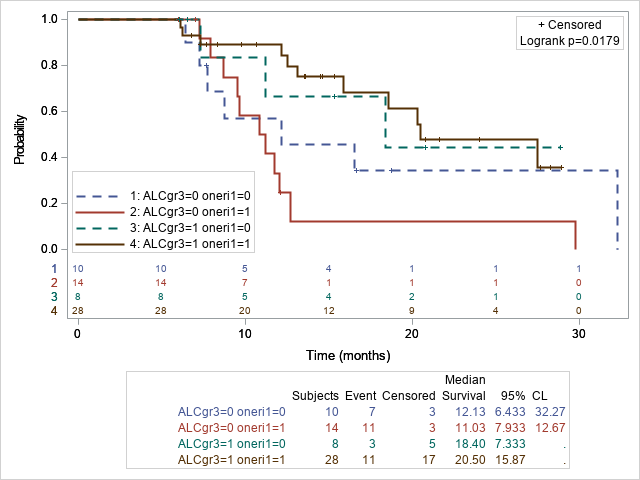 + Censored
Logrank p=0.0179
1.0
0.8
0.6
0.4
0.2
0.0
Probability
1: ALCgr3=0 oneri1=0
2: ALCgr3=0 oneri1=1
3: ALCgr3=1 oneri1=0
4: ALCgr3=1 oneri1=1
1 10 10 5 4 1 1 1
2 14 14 7 1 1 1 0
3 8 8 5 4 2 1 0
4 28 28 20 12 9 4 0
0 10 20 30
Time (months)
Median
Subjects Event Censored Survival 95% CL
ALCgr3=0 oneri1=0 10 7 3 12.13 6.433 32.27
ALCgr3=0 oneri1=1 14 11 3 11.03 7.933 12.67
ALCgr3=1 oneri1=0 8 3 5 18.40 7.333 .
ALCgr3=1 oneri1=1 28 11 17 20.50 15.87 .